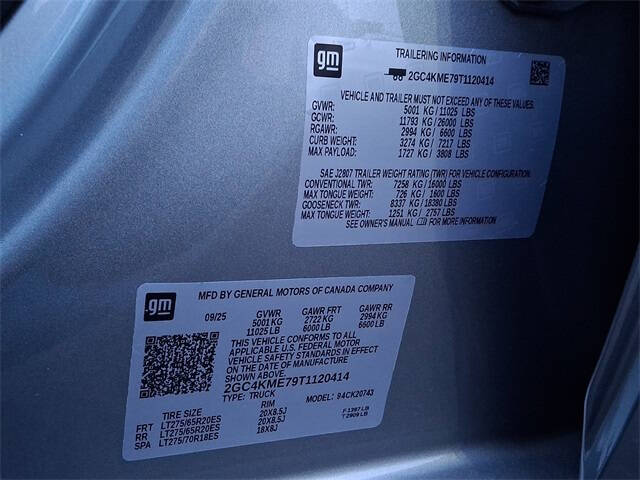 gm
TRAILERING INFORMATION
2GC4KME79T1120414
VEHICLE AND TRAILER MUST NOT EXCEED ANY OF THESE VALUES.
GVWR: 5001 KG / 11025 LBS
GCWR: 11793 KG / 26000 LBS
RGAWR: 2994 KG / 6600 LBS
CURB WEIGHT: 3274 KG / 7217 LBS
MAX PAYLOAD: 1727 KG / 3808 LBS
SAE J2807 TRAILER WEIGHT RATING (TWR) FOR VEHICLE CONFIGURATION.
CONVENTIONAL TWR: 7258 KG / 16000 LBS
MAX TONGUE WEIGHT: 726 KG / 1600 LBS
GOOSENECK TWR: 8337 KG / 18380 LBS
MAX TONGUE WEIGHT: 1251 KG / 2757 LBS
SEE OWNER'S MANUAL FOR MORE INFORMATION
gm
MFD BY GENERAL MOTORS OF CANADA COMPANY
09/25 GVWR GAWR FRT GAWR RR
5001 KG 2722 KG 2994 KG
11025 LB 6000 LB 6600 LB
THIS VEHICLE CONFORMS TO ALL
APPLICABLE U.S. FEDERAL MOTOR
VEHICLE SAFETY STANDARDS IN EFFECT
ON THE DATE OF MANUFACTURE
SHOWN ABOVE.
2GC4KME79T1120414
TYPE: TRUCK MODEL: 94CK20743
TIRE SIZE RIM
FRT LT275/65R20ES 20X8.5J F 1397 LB
RR LT275/65R20ES 20X8.5J T 2909 LB
SPA LT275/70R18ES 18X8J